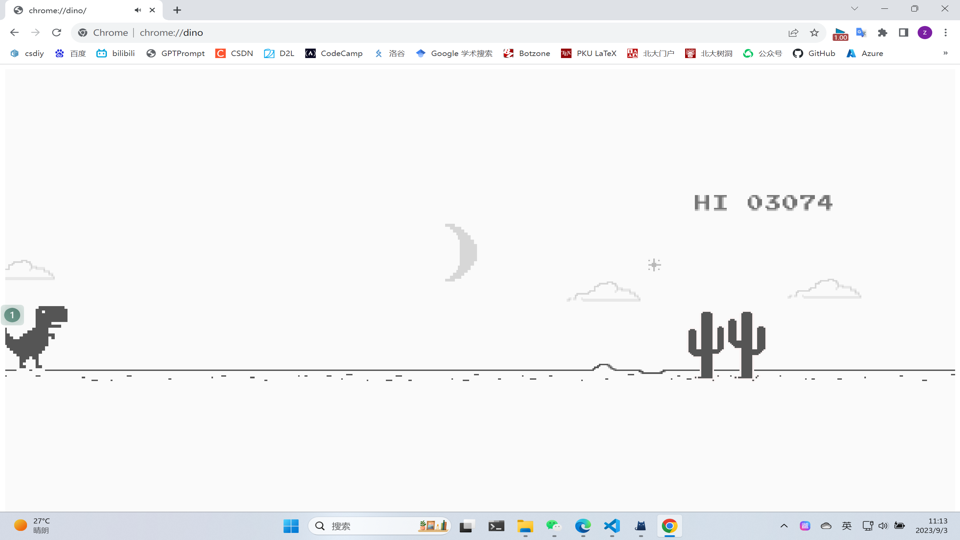 chrome://dino/
Chrome | chrome://dino
1.00
z
csdiy 百度 bilibili GPTPrompt CSDN D2L CodeCamp 洛谷 Google 学术搜索 Botzone PKU LaTeX 北大门户 北大树洞 公众号 GitHub Azure »
HI 03074
1
27°C
晴朗
搜索
英
11:13
2023/9/3